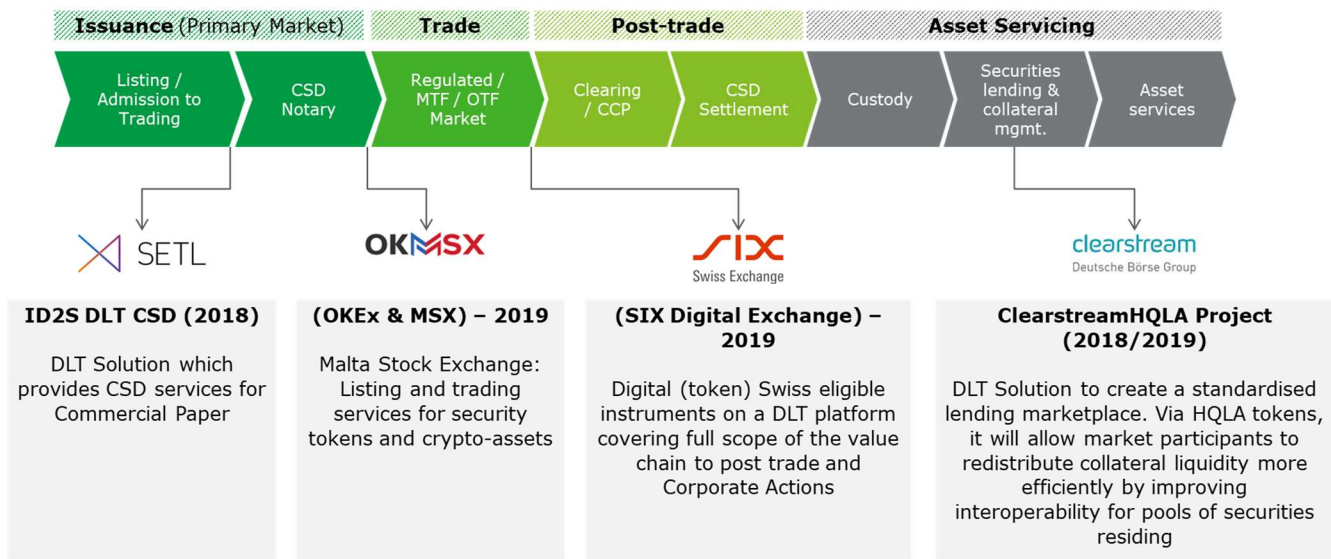 Issuance (Primary Market)
Trade
Post-trade
Asset Servicing
Listing /
Admission to
Trading
CSD
Notary
Regulated /
MTF / OTF
Market
Clearing
/ CCP
CSD
Settlement
Custody
Securities
lending &
collateral
mgmt.
Asset
services
SETL
OKMSX
SIX
Swiss Exchange
clearstream
Deutsche Börse Group
ID2S DLT CSD (2018)
DLT Solution which
provides CSD services for
Commercial Paper
(OKEx & MSX) – 2019
Malta Stock Exchange:
Listing and trading
services for security
tokens and crypto-assets
(SIX Digital Exchange) –
2019
Digital (token) Swiss eligible
instruments on a DLT platform
covering full scope of the value
chain to post trade and
Corporate Actions
ClearstreamHQLA Project
(2018/2019)
DLT Solution to create a standardised
lending marketplace. Via HQLA tokens,
it will allow market participants to
redistribute collateral liquidity more
efficiently by improving
interoperability for pools of securities
residing